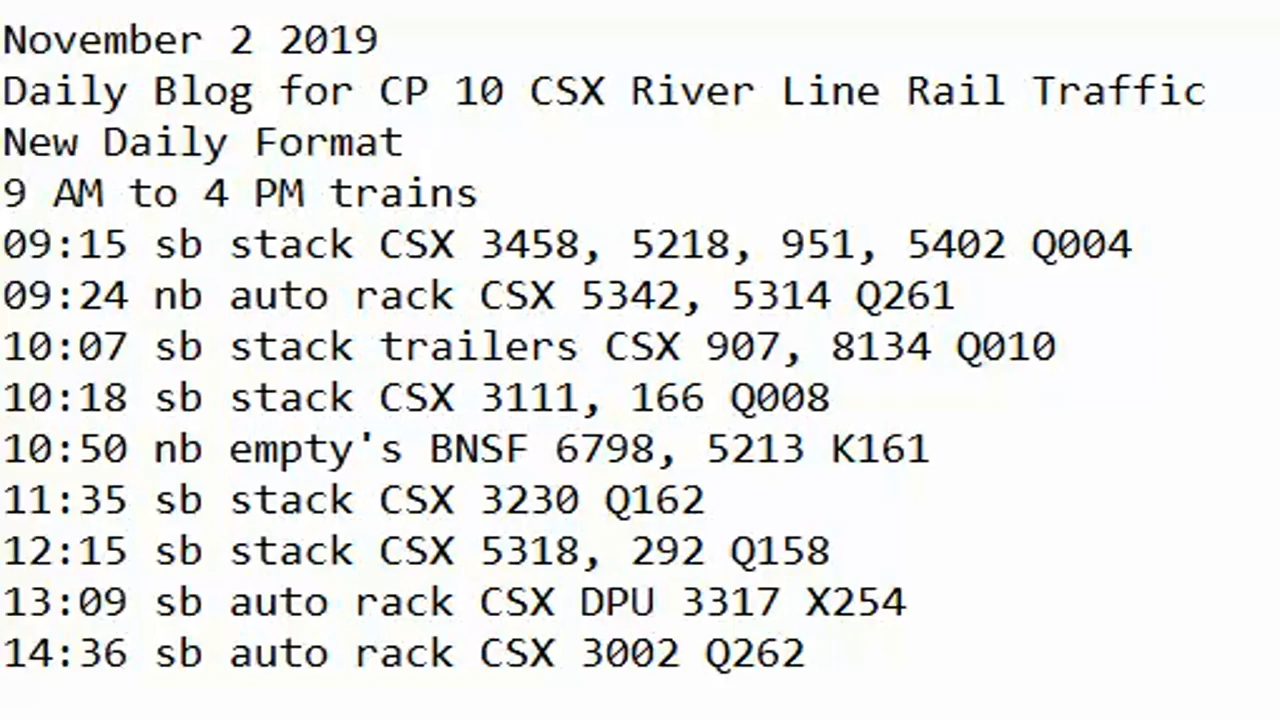 November 2 2019
Daily Blog for CP 10 CSX River Line Rail Traffic
New Daily Format
9 AM to 4 PM trains
09:15 sb stack CSX 3458, 5218, 951, 5402 Q004
09:24 nb auto rack CSX 5342, 5314 Q261
10:07 sb stack trailers CSX 907, 8134 Q010
10:18 sb stack CSX 3111, 166 Q008
10:50 nb empty's BNSF 6798, 5213 K161
11:35 sb stack CSX 3230 Q162
12:15 sb stack CSX 5318, 292 Q158
13:09 sb auto rack CSX DPU 3317 X254
14:36 sb auto rack CSX 3002 Q262